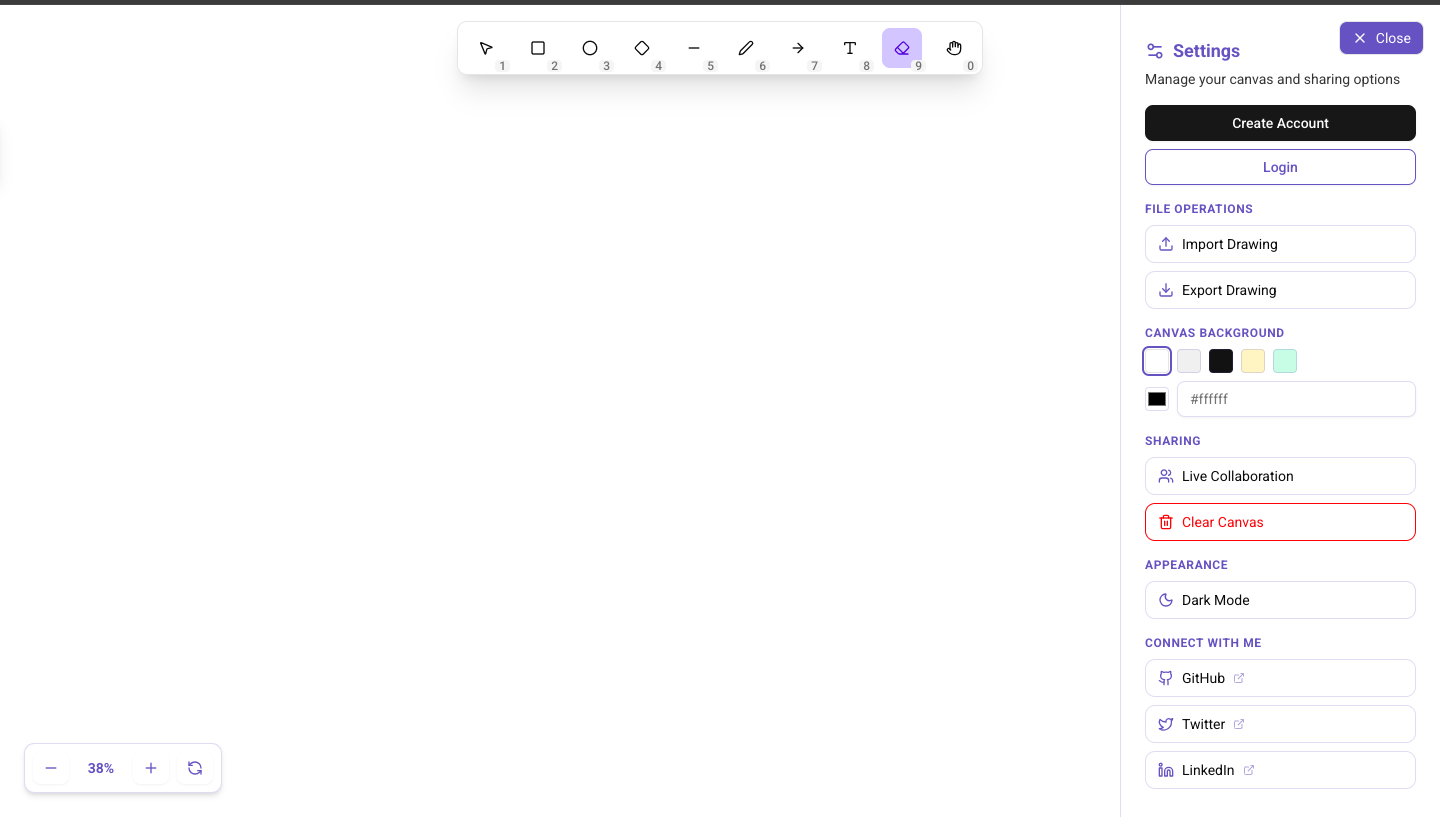 1 2 3 4 5 6 7 8 9 0
Close
Settings
Manage your canvas and sharing options
Create Account
Login
FILE OPERATIONS
Import Drawing
Export Drawing
CANVAS BACKGROUND
#ffffff
SHARING
Live Collaboration
Clear Canvas
APPEARANCE
Dark Mode
CONNECT WITH ME
GitHub
Twitter
LinkedIn
38%